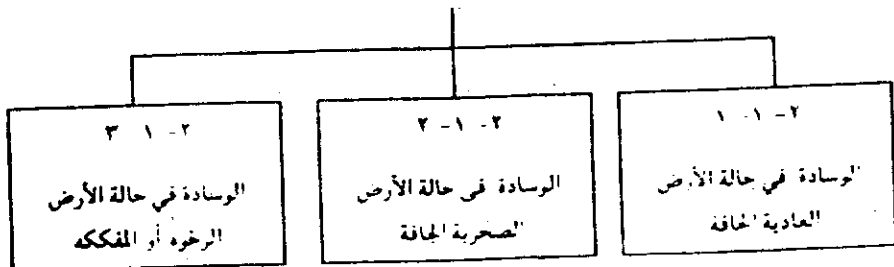 ٢ - ١ - ١
الوسادة في حالة الأرض
العادية الجافة
٢ - ١ - ٢
الوسادة في حالة الأرض
الصخرية الجافة
٢ - ١ - ٣
الوسادة في حالة الأرض
الرخوه أو المفككه